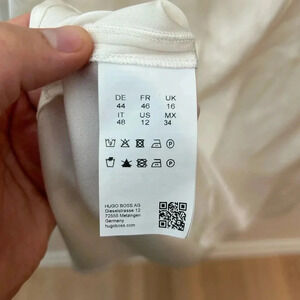 DE FR UK
44 46 16
IT US MX
48 12 34
HUGO BOSS AG
Dieselstrasse 12
72555 Metzingen
Germany
hugoboss.com